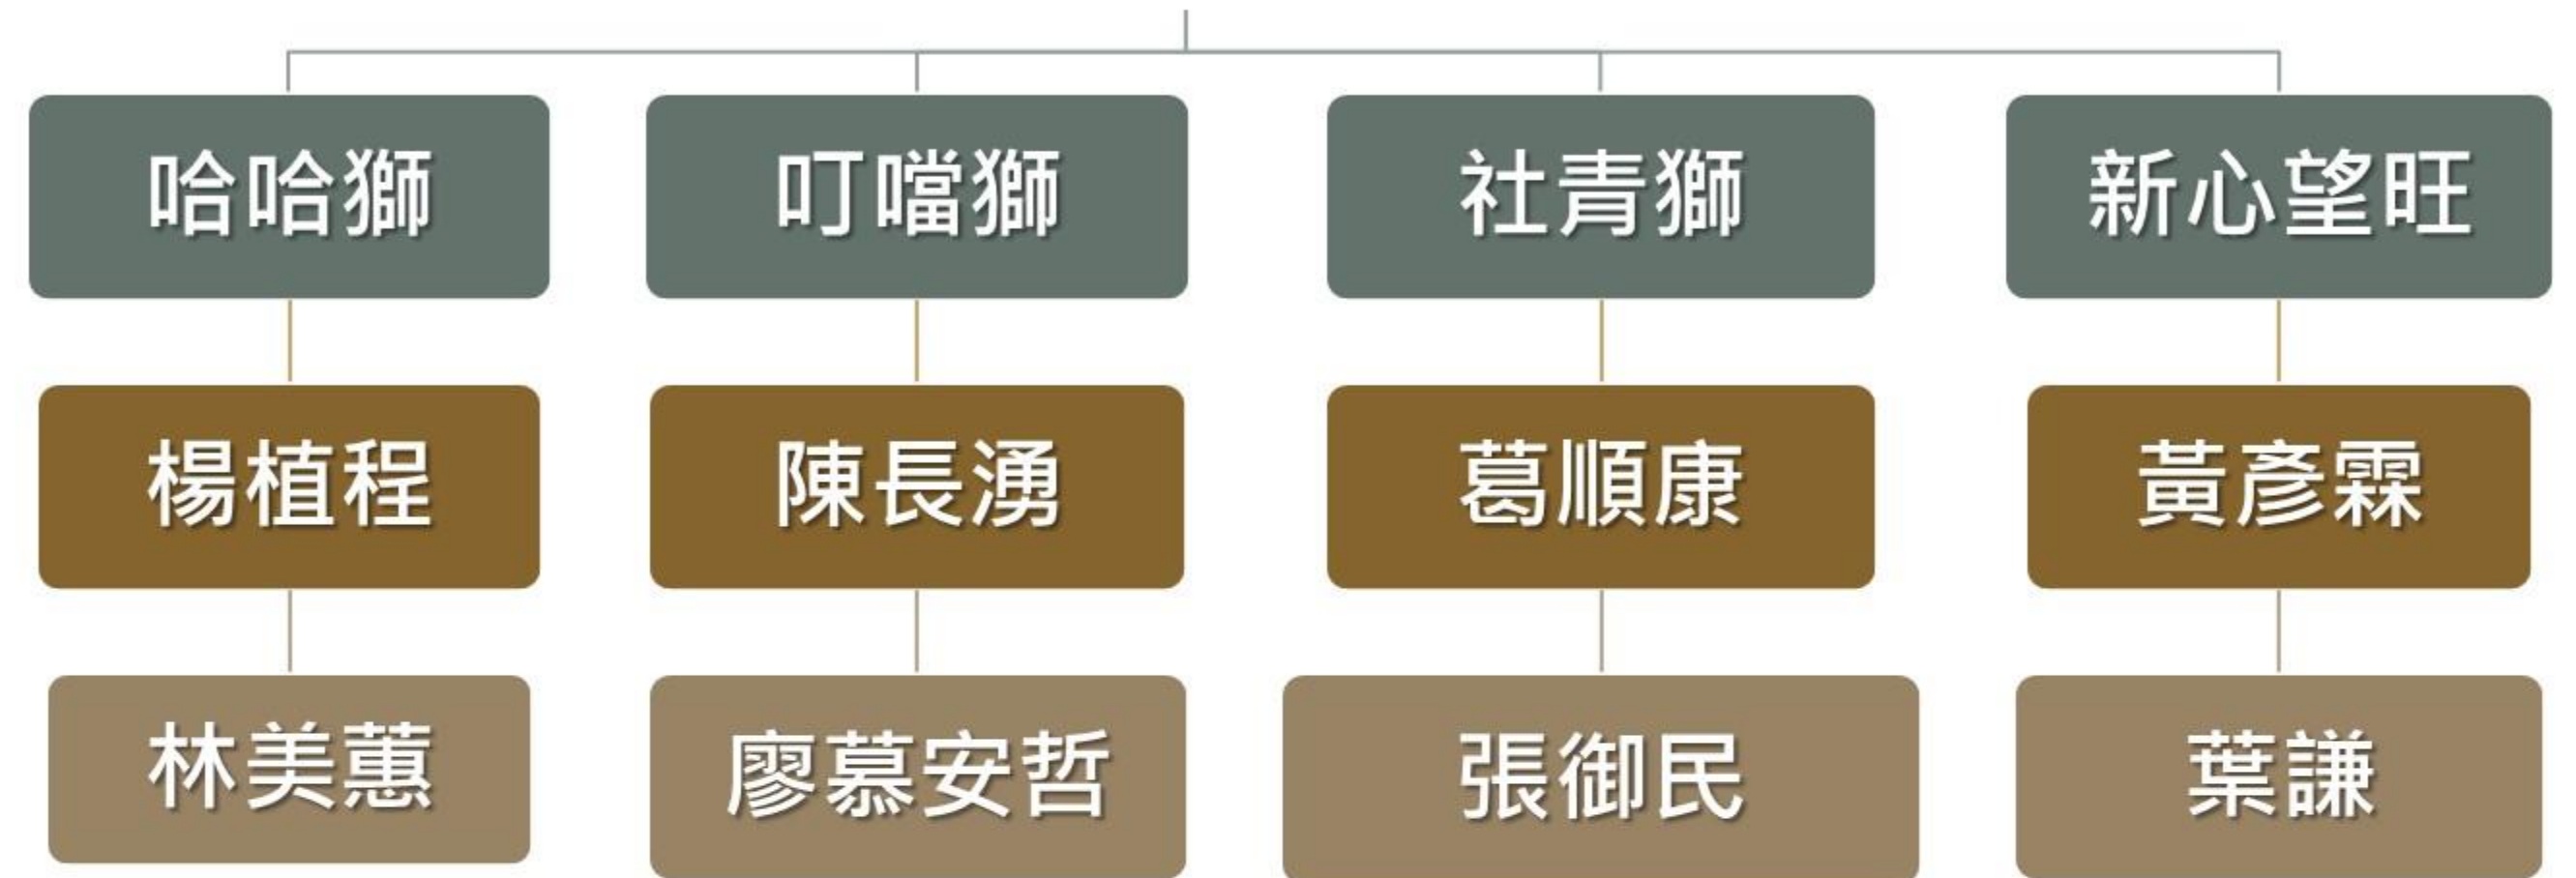 哈哈獅 叮噹獅 社青獅 新心望旺
楊植程 陳長湧 葛順康 黃彥霖
林美蕙 廖慕安哲 張御民 葉謙